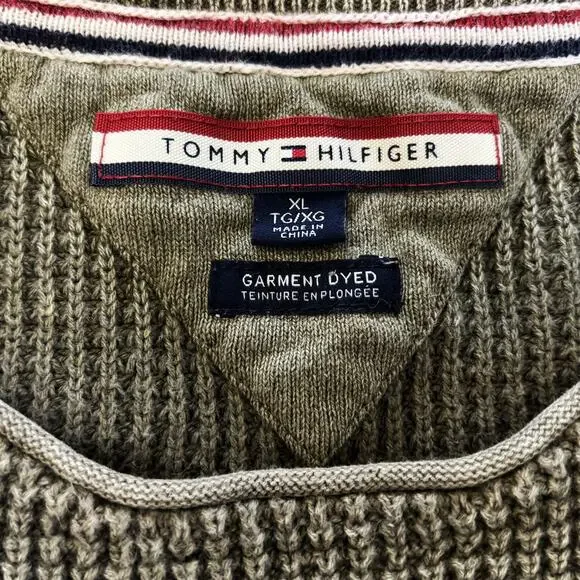 TOMMY HILFIGER
XL
TG/XG
MADE IN
CHINA
GARMENT DYED
TEINTURE EN PLONGÉE